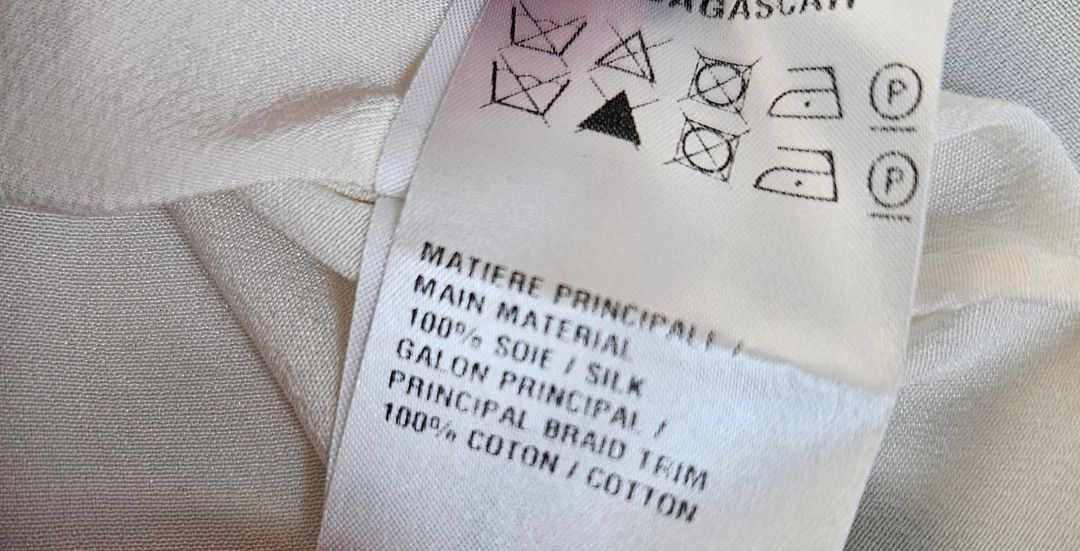 P
P
MATIERE PRINCIPALE /
MAIN MATERIAL
100% SOIE / SILK
GALON PRINCIPAL /
PRINCIPAL BRAID TRIM
100% COTON / COTTON